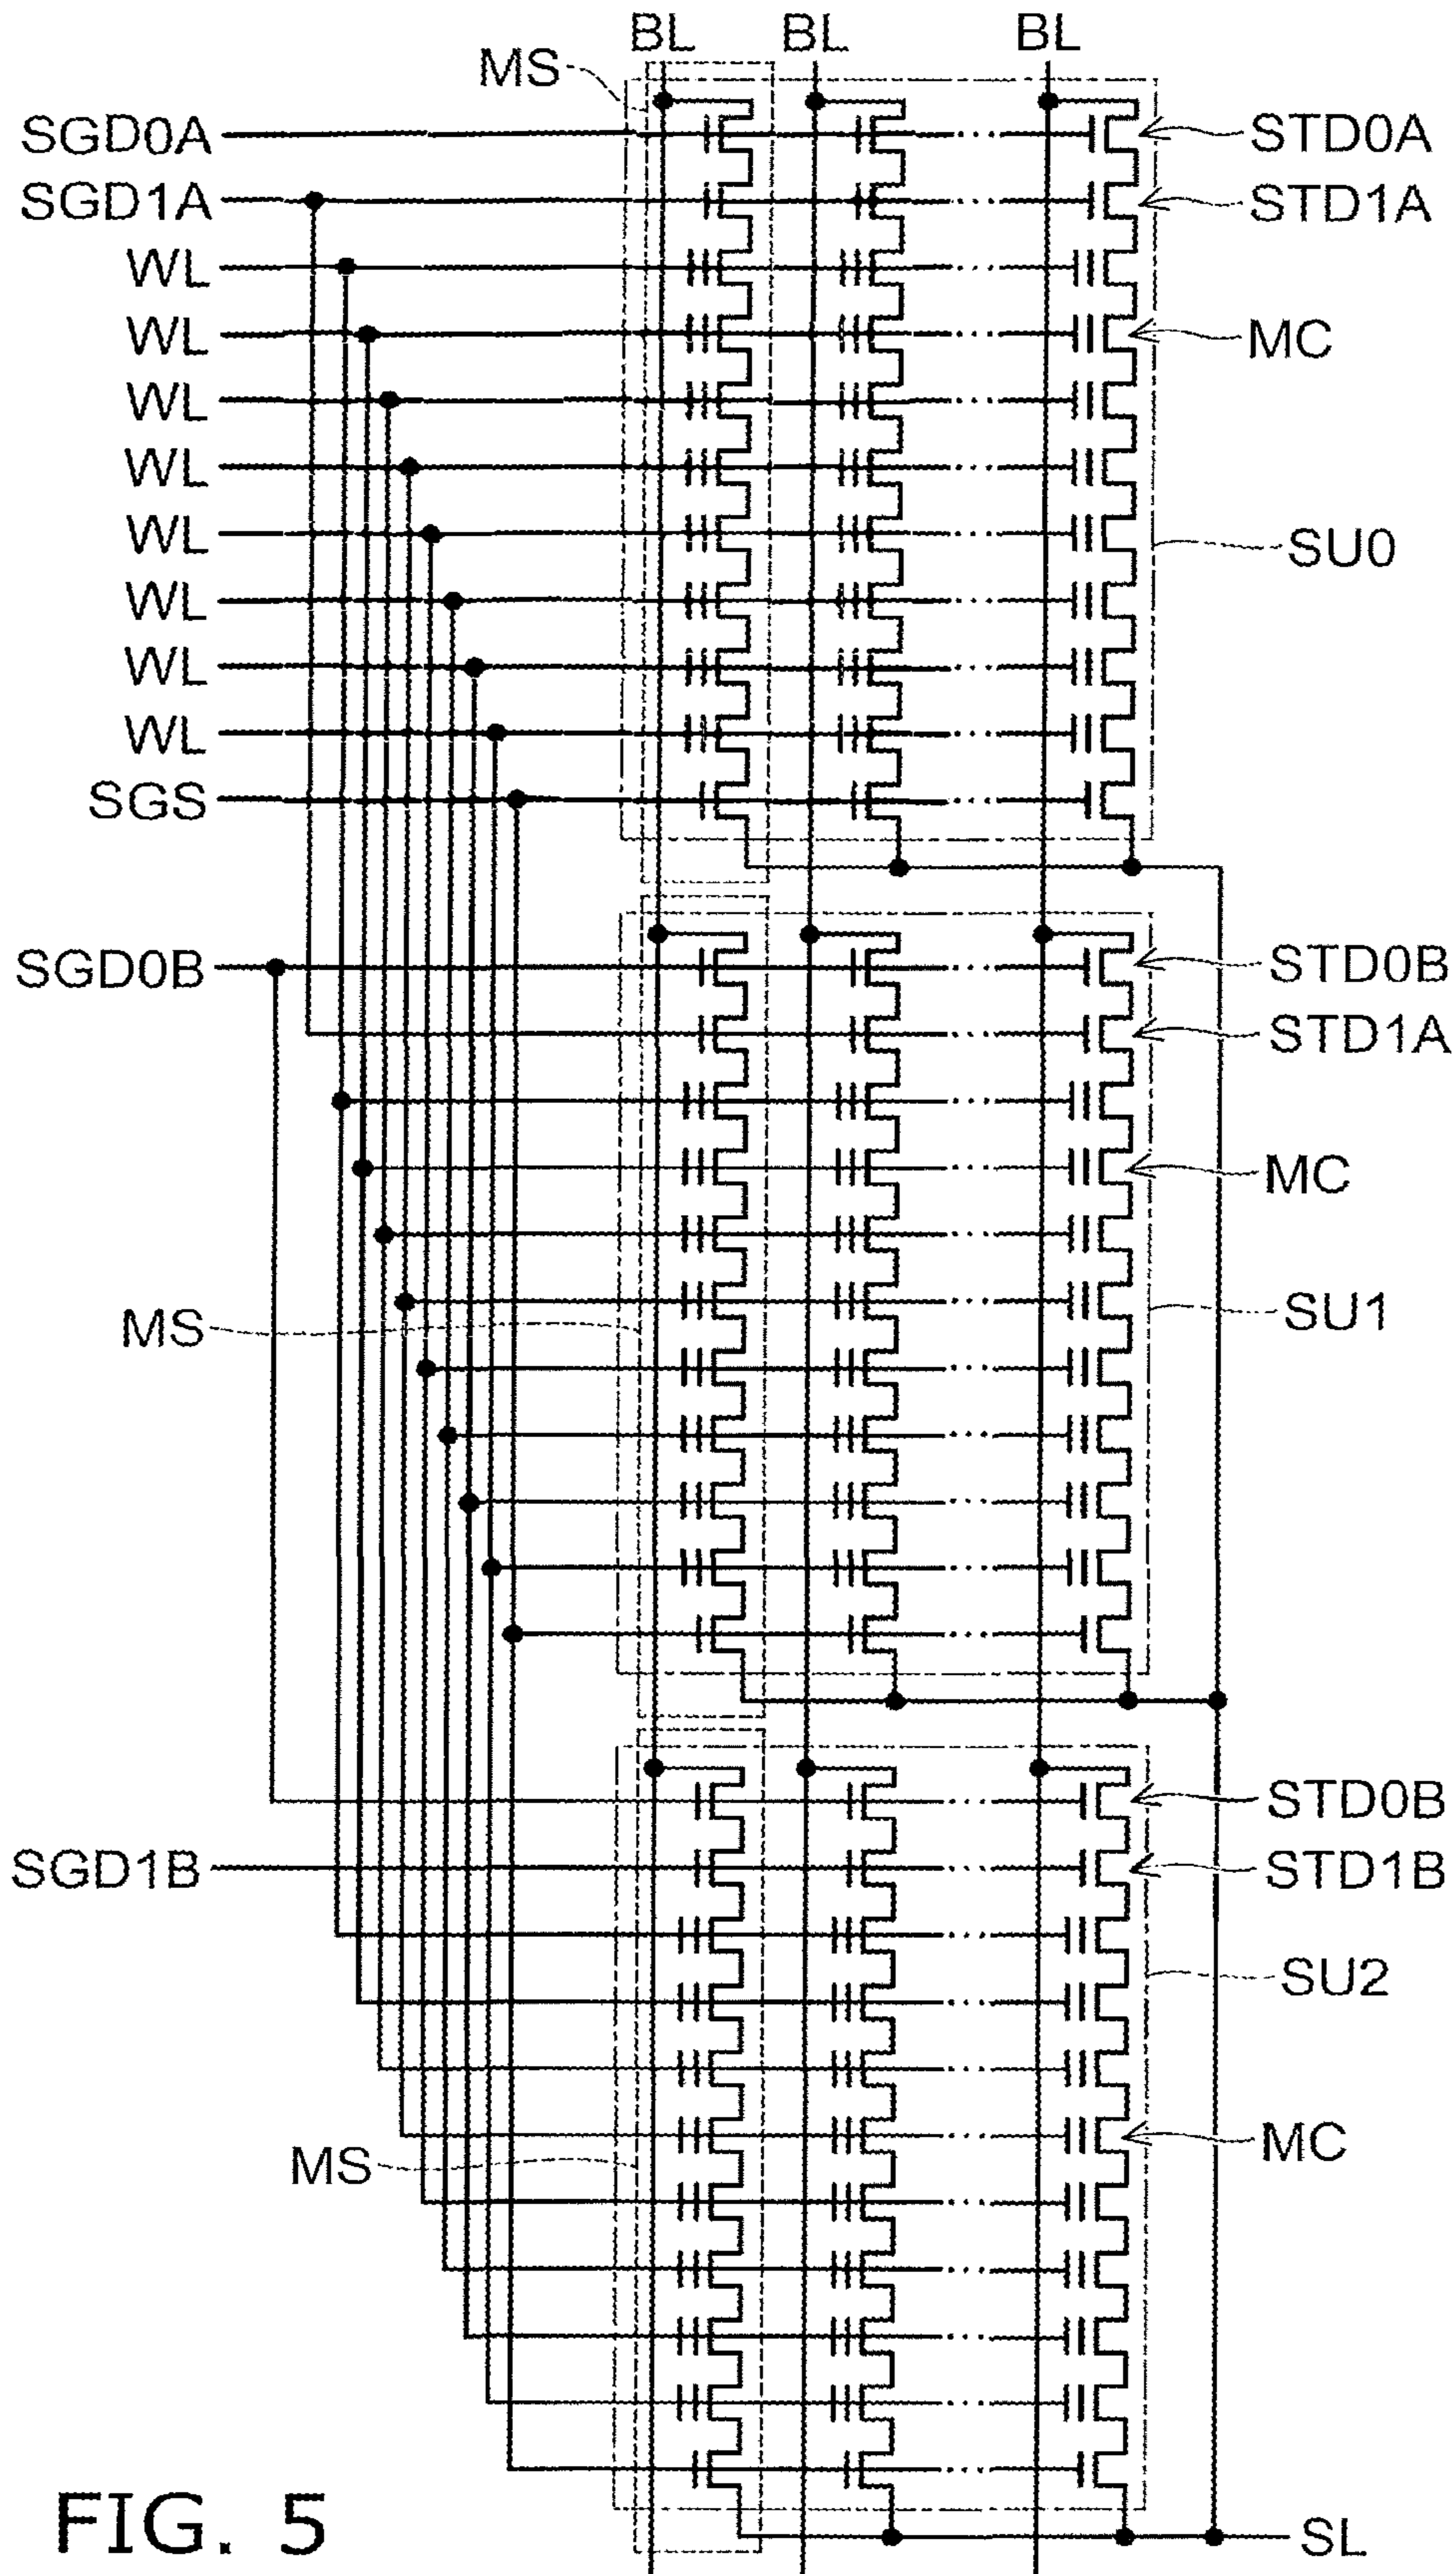 BL BL BL
MS
SGD0A STD0A
SGD1A STD1A
WL
WL MC
WL
WL
WL SU0
WL
WL
WL
SGS
SGD0B STD0B
STD1A
MC
MS SU1
STD0B
SGD1B STD1B
SU2
MS MC
FIG. 5 SL